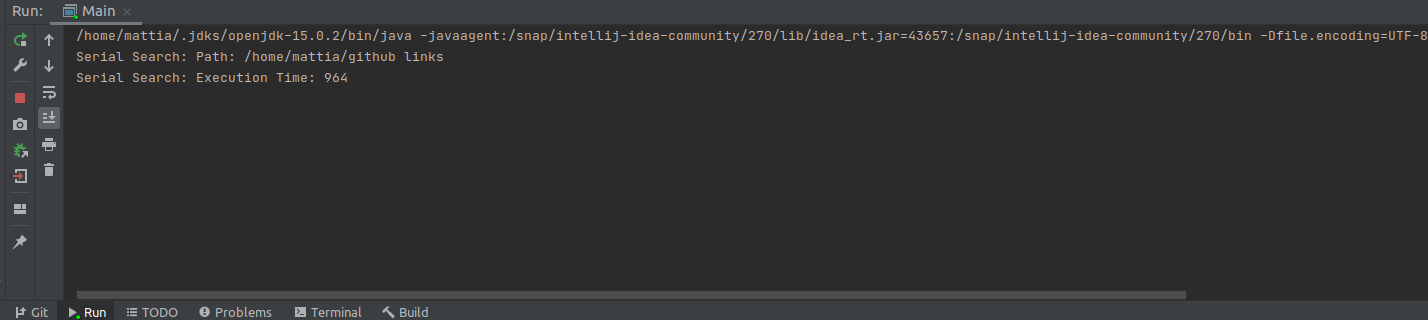 Run: Main
/home/mattia/.jdks/openjdk-15.0.2/bin/java -javaagent:/snap/intellij-idea-community/270/lib/idea_rt.jar=43657:/snap/intellij-idea-community/270/bin -Dfile.encoding=UTF-8
Serial Search: Path: /home/mattia/github links
Serial Search: Execution Time: 964
Git Run TODO Problems Terminal Build